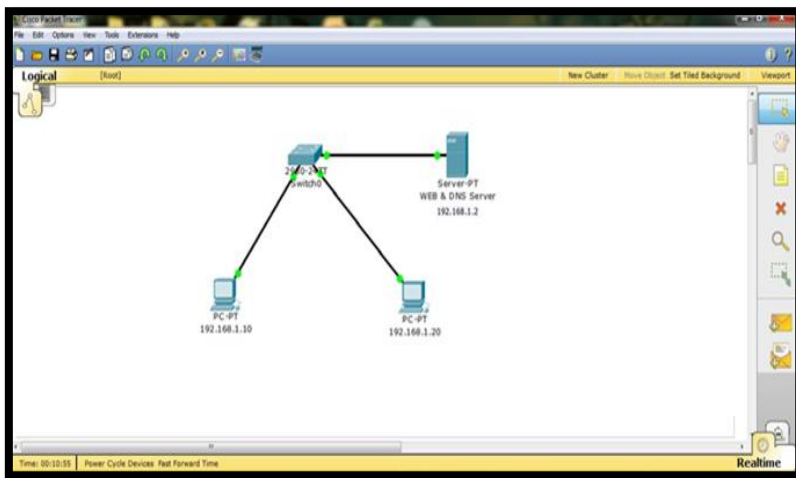 Cisco Packet Tracer
File Edit Options View Tools Extensions Help
Logical [Root] New Cluster Move Object Set Tiled Background Viewport
Switch0
Server-PT
WEB & DNS Server
192.168.1.2
PC-PT
192.168.1.10
PC-PT
192.168.1.20
Time: 00:10:55 Power Cycle Devices Fast Forward Time
Realtime